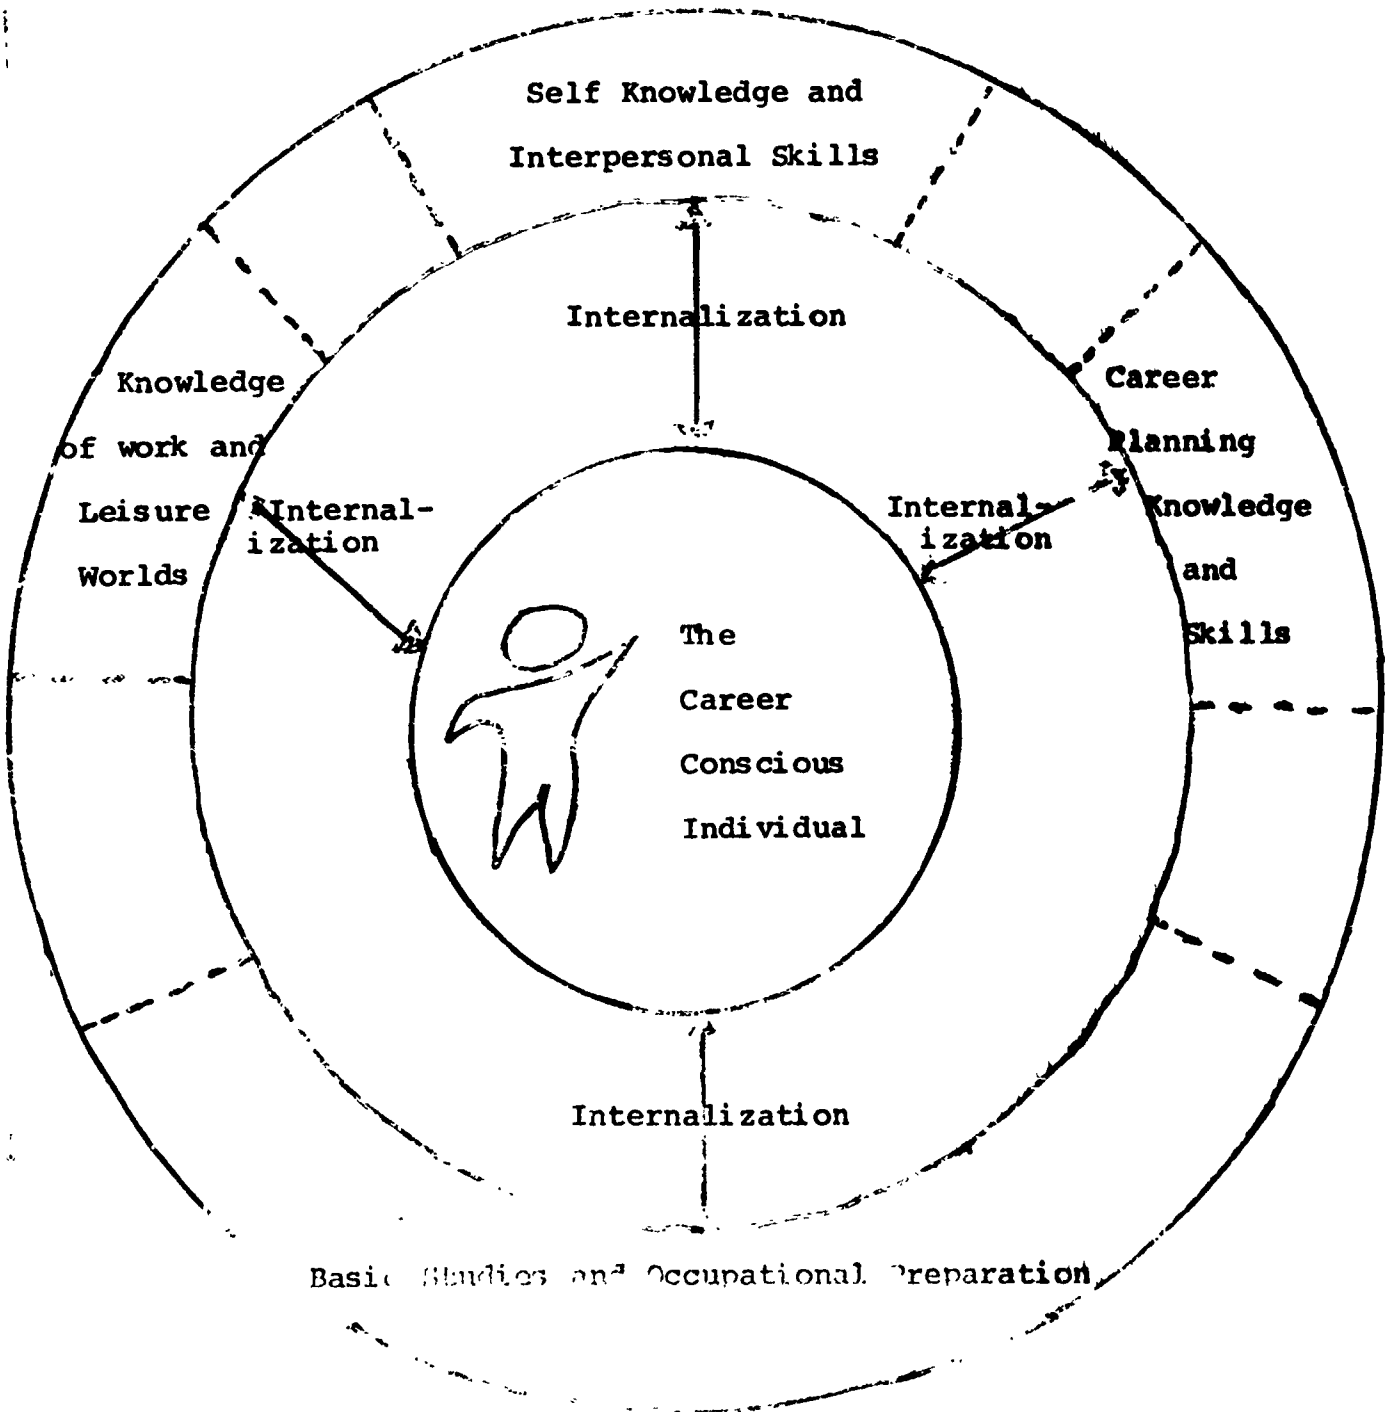 Self Knowledge and
Interpersonal Skills
Internalization
Knowledge
of work and
Leisure
Worlds
Internal-
ization
Internal-
ization
Career
Planning
Knowledge
and
Skills
The
Career
Conscious
Individual
Internalization
Basic Studies and Occupational Preparation